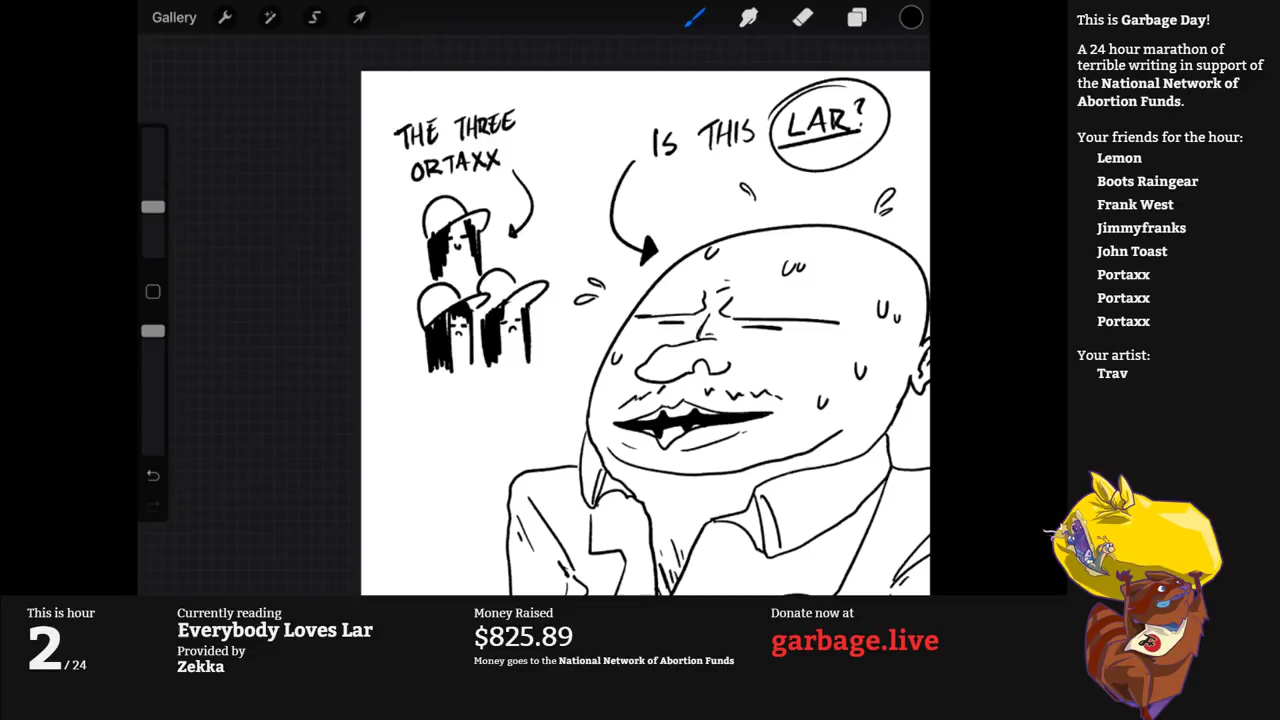 Gallery
THE THREE
ORTAXX
IS THIS LAR?
This is Garbage Day!
A 24 hour marathon of
terrible writing in support of
the National Network of
Abortion Funds.
Your friends for the hour:
Lemon
Boots Raingear
Frank West
Jimmyfranks
John Toast
Portaxx
Portaxx
Portaxx
Your artist:
Trav
This is hour
2 / 24
Currently reading
Everybody Loves Lar
Provided by
Zekka
Money Raised
$825.89
Money goes to the National Network of Abortion Funds
Donate now at
garbage.live